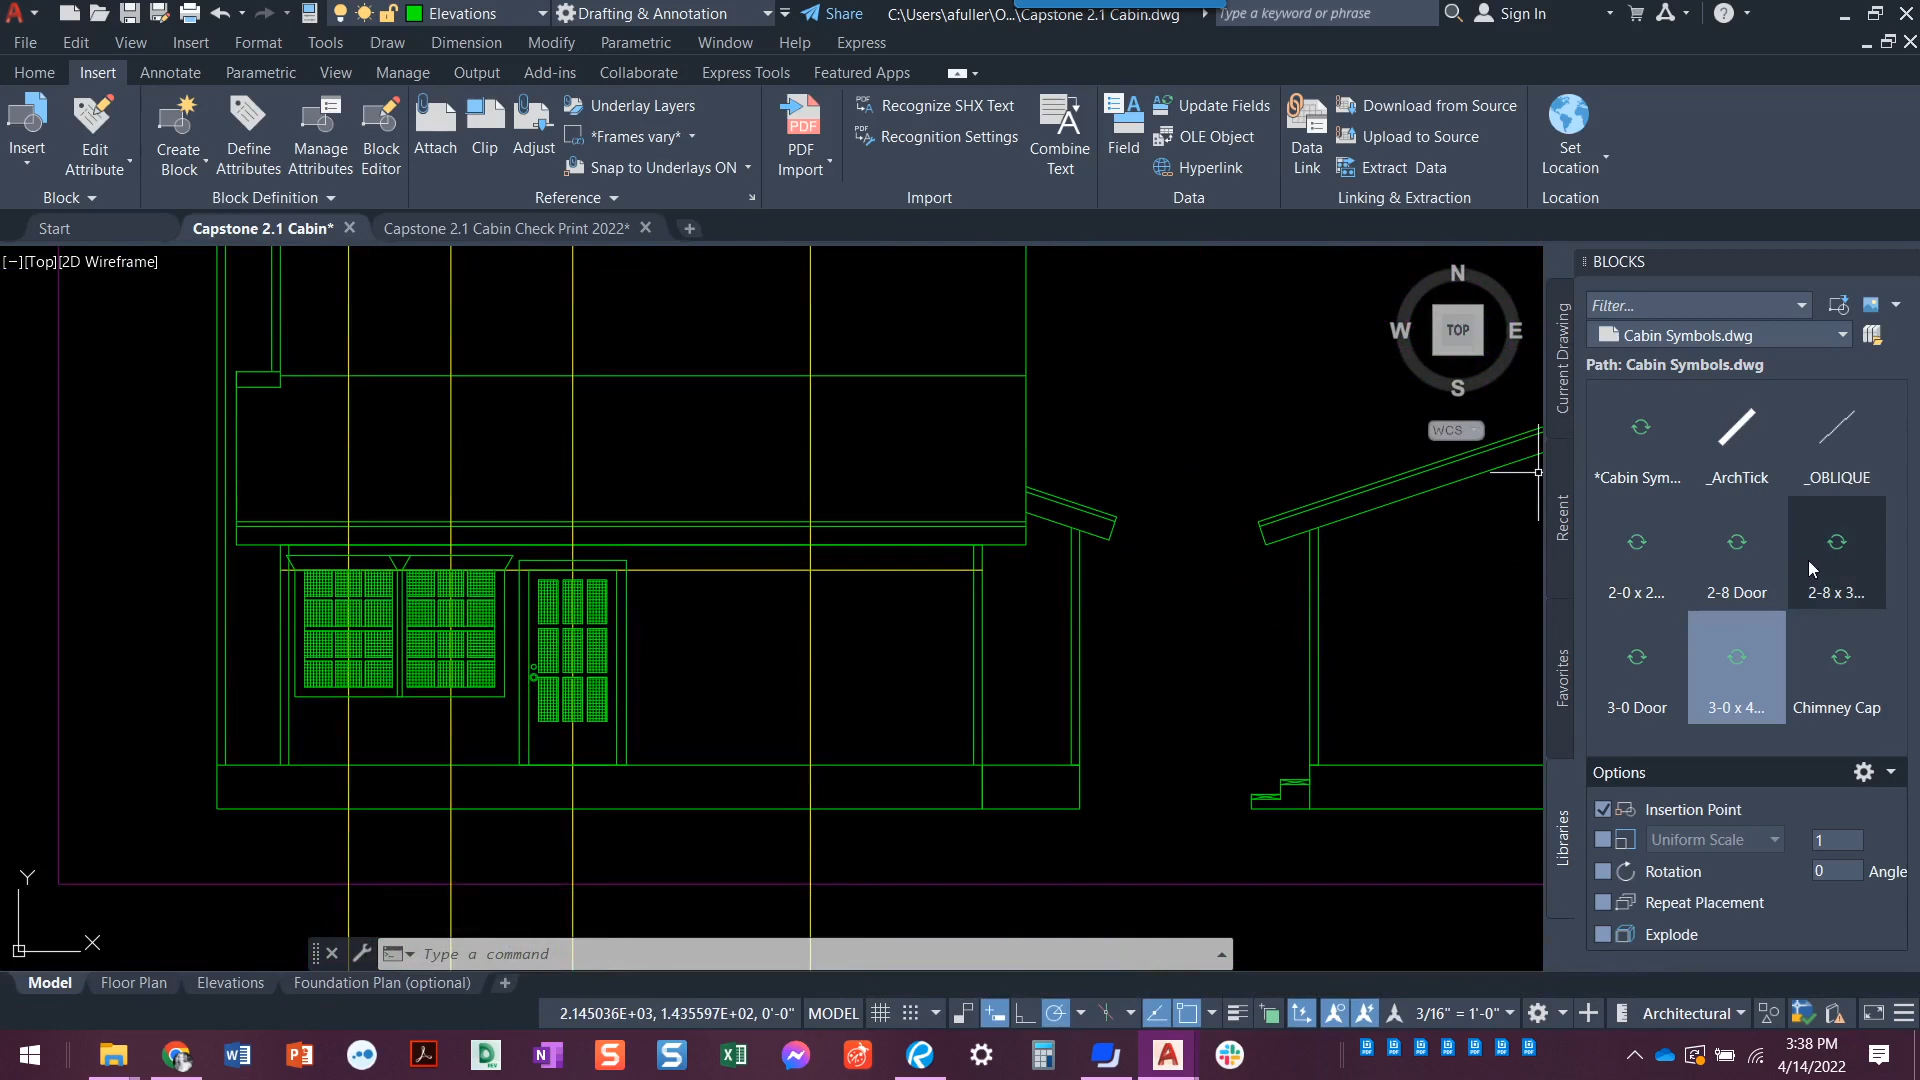 Elevations
Drafting & Annotation
Share
C:\Users\afuller\O...\Capstone 2.1 Cabin.dwg
Type a keyword or phrase
Sign In
File Edit View Insert Format Tools Draw Dimension Modify Parametric Window Help Express
Home Insert Annotate Parametric View Manage Output Add-ins Collaborate Express Tools Featured Apps
Insert
Edit
Attribute
Create
Block
Define
Attributes
Manage
Attributes
Block
Editor
Attach
Clip
Adjust
Underlay Layers
*Frames vary*
Snap to Underlays ON
PDF
PDF
Import
Recognize SHX Text
Recognition Settings
Combine
Text
Field
Update Fields
OLE Object
Hyperlink
Data
Link
Download from Source
Upload to Source
Extract Data
Set
Location
Block
Block Definition
Reference
Import
Data
Linking & Extraction
Location
Start
Capstone 2.1 Cabin*
Capstone 2.1 Cabin Check Print 2022*
[−][Top][2D Wireframe]
N
W TOP E
S
WCS
Y
X
BLOCKS
Current Drawing
Recent
Favorites
Libraries
Filter...
Cabin Symbols.dwg
Path: Cabin Symbols.dwg
*Cabin Sym... _ArchTick _OBLIQUE
2-0 x 2... 2-8 Door 2-8 x 3...
3-0 Door 3-0 x 4... Chimney Cap
Options
Insertion Point
Uniform Scale 1
Rotation 0 Angle
Repeat Placement
Explode
Type a command
Model Floor Plan Elevations Foundation Plan (optional)
2.145036E+03, 1.435597E+02, 0'-0" MODEL
3/16" = 1'-0"
Architectural
3:38 PM
4/14/2022